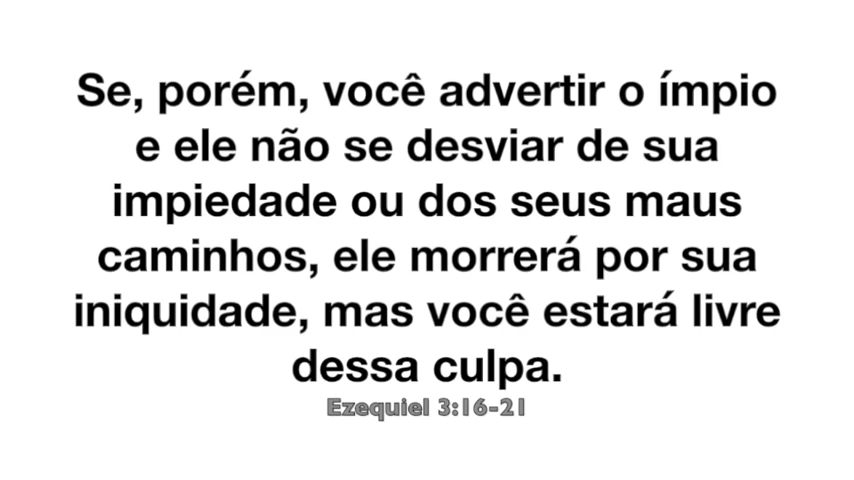 Se, porém, você advertir o ímpio
e ele não se desviar de sua
impiedade ou dos seus maus
caminhos, ele morrerá por sua
iniquidade, mas você estará livre
dessa culpa.
Ezequiel 3:16-21